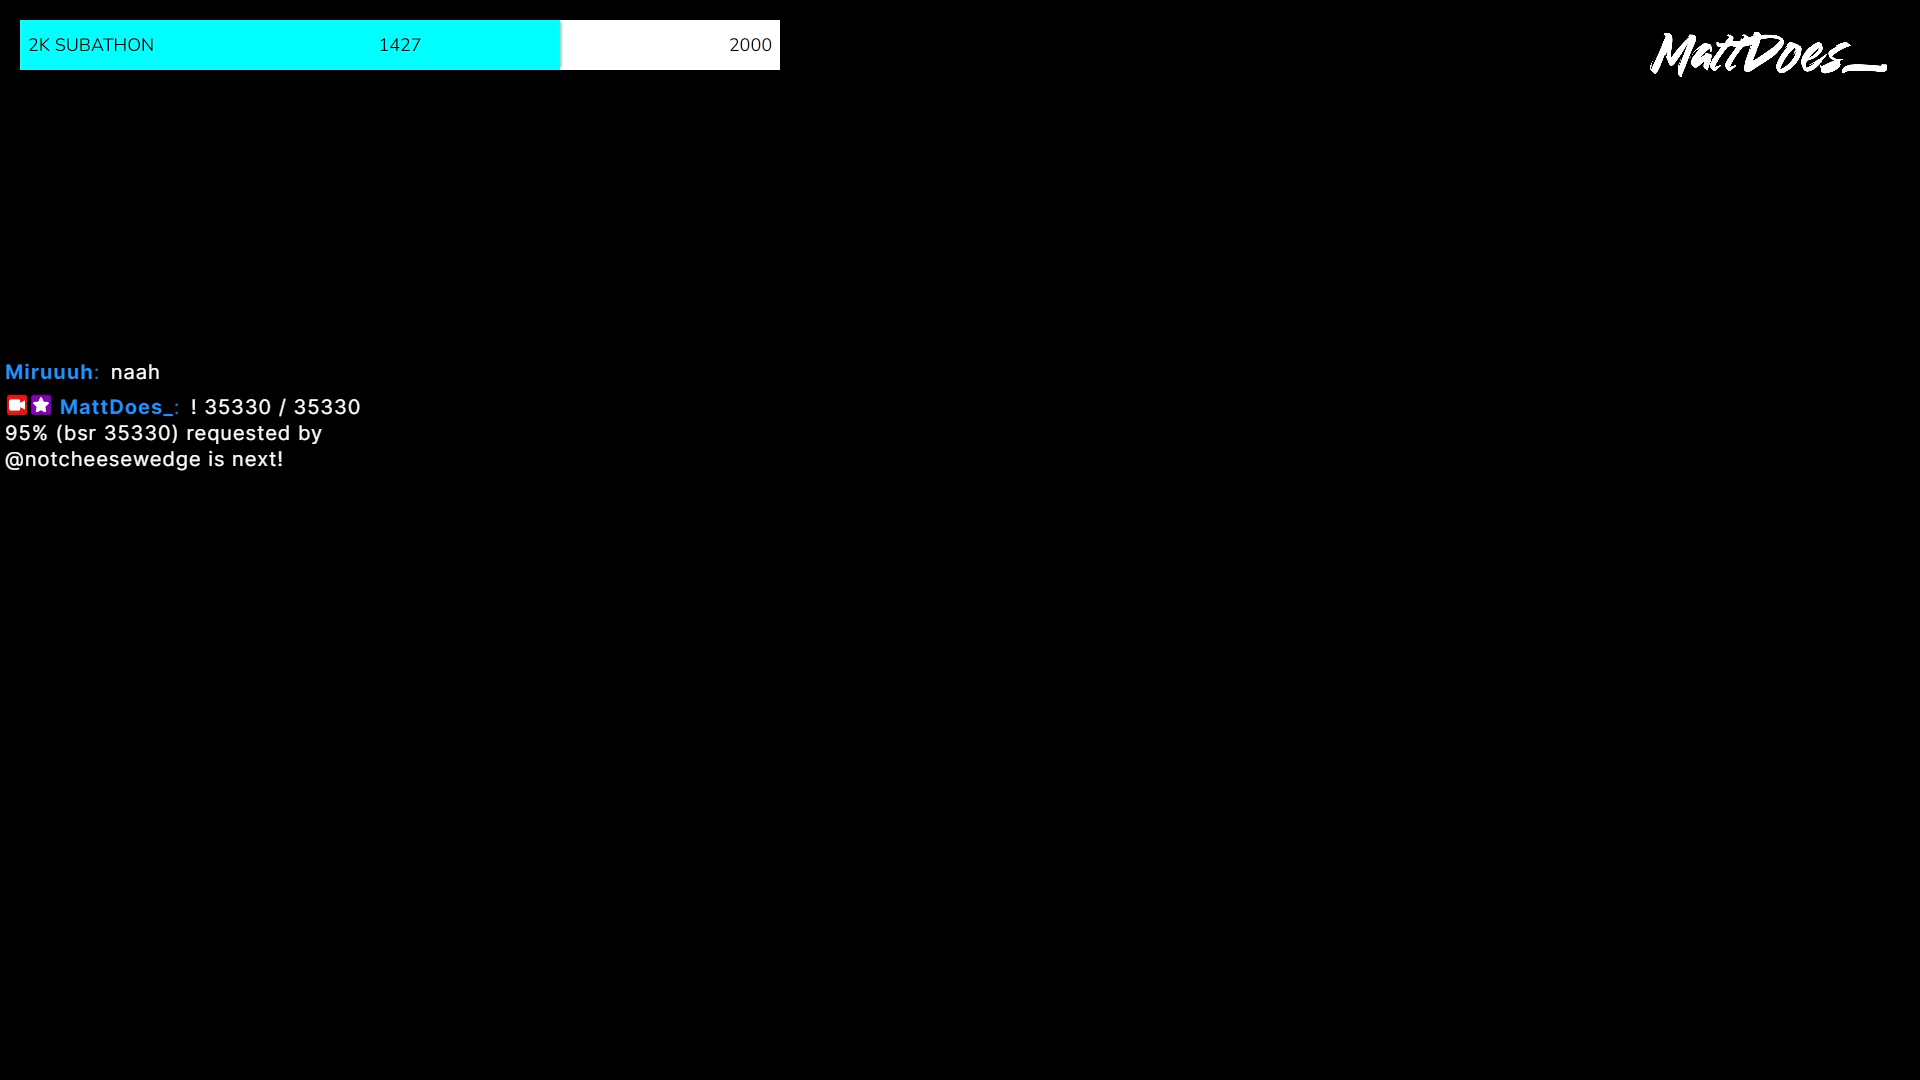 2K SUBATHON 1427 2000
MattDoes_
Miruuuh: naah
MattDoes_: ! 35330 / 35330
95% (bsr 35330) requested by
@notcheesewedge is next!